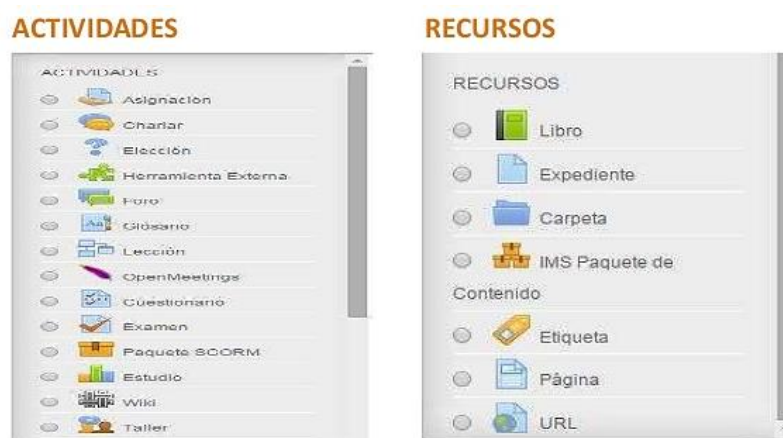 ACTIVIDADES
ACTIVIDADES
Asignación
Charlar
Elección
Herramienta Externa
Foro
Glosario
Lección
OpenMeetings
Cuestionario
Examen
Paquete SCORM
Estudio
Wiki
Taller
RECURSOS
RECURSOS
Libro
Expediente
Carpeta
IMS Paquete de
Contenido
Etiqueta
Página
URL